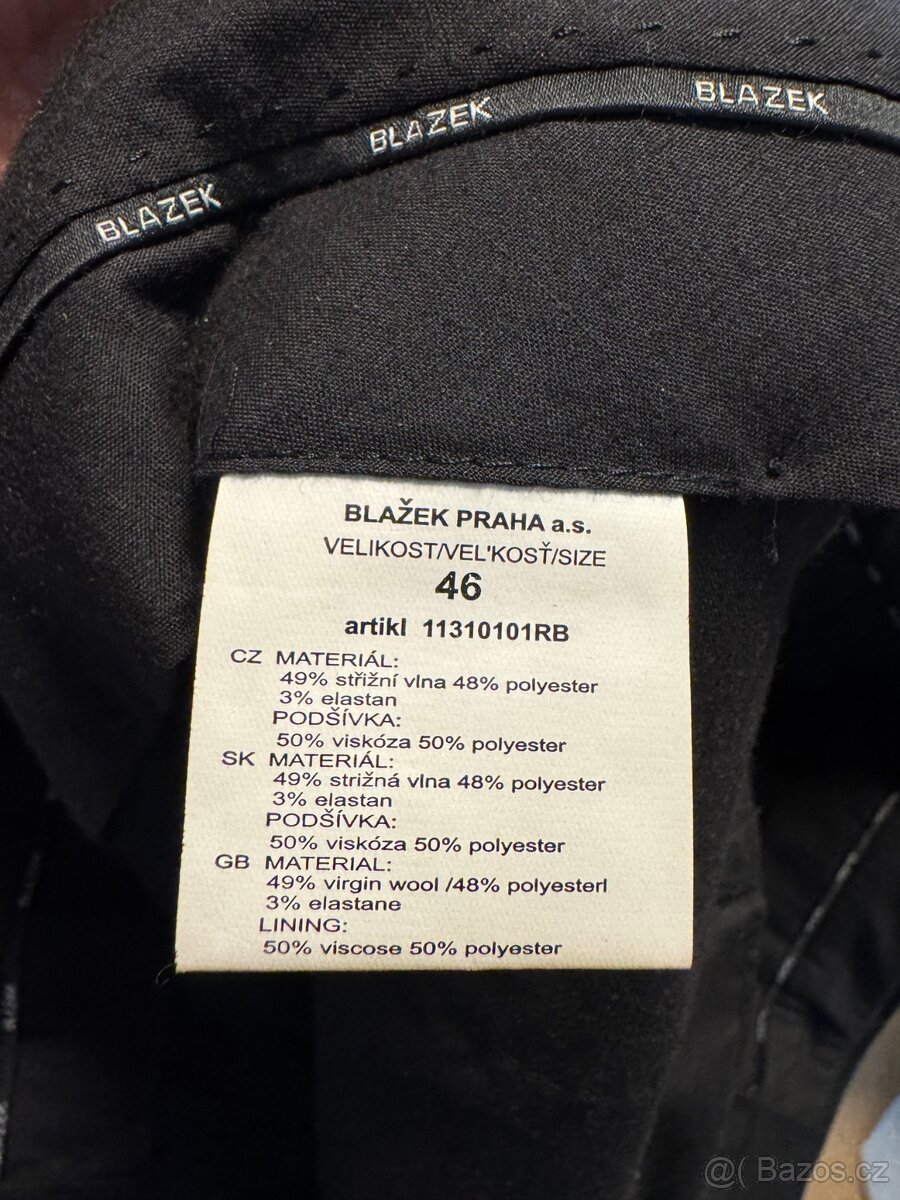 BLAZEK
BLAZEK
BLAZEK
BLAŽEK PRAHA a.s.
VELIKOST/VEL'KOSŤ/SIZE
46
artikl 11310101RB
CZ MATERIÁL:
49% střižní vlna 48% polyester
3% elastan
PODŠÍVKA:
50% viskóza 50% polyester
SK MATERIÁL:
49% strižná vlna 48% polyester
3% elastan
PODŠÍVKA:
50% viskóza 50% polyester
GB MATERIAL:
49% virgin wool /48% polyesterl
3% elastane
LINING:
50% viscose 50% polyester
@( Bazos.cz